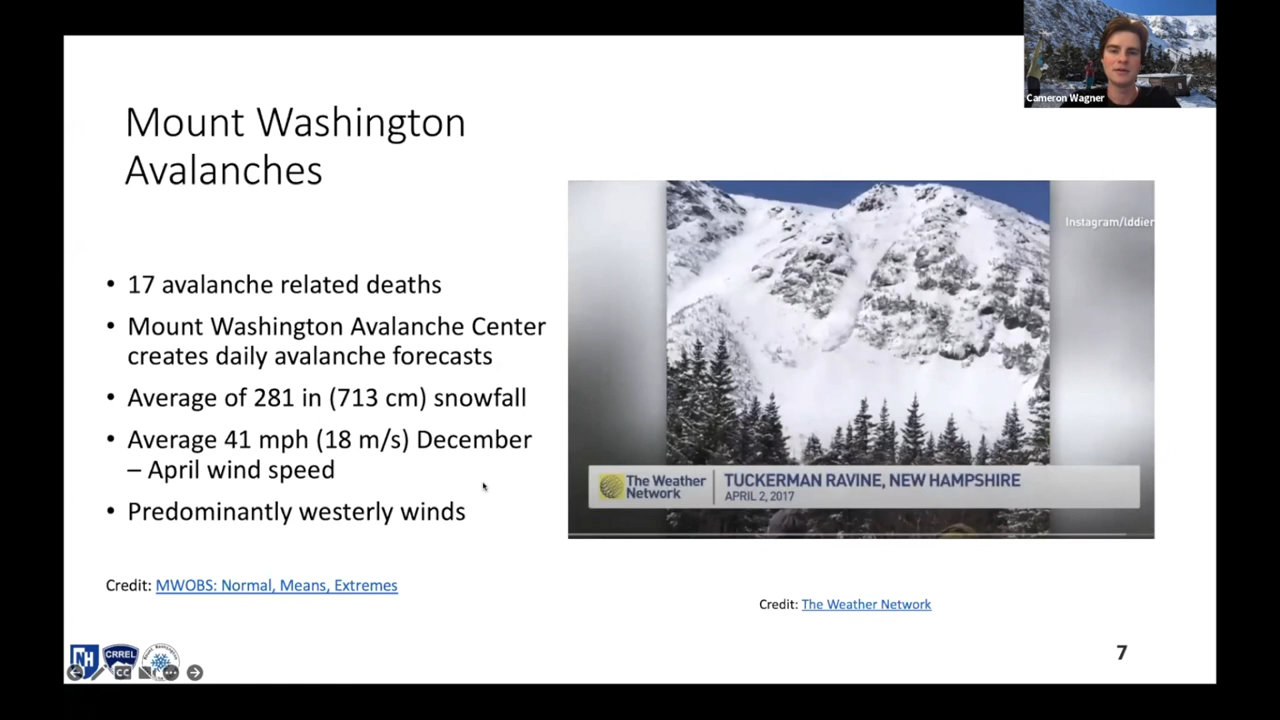 Cameron Wagner
Mount Washington
Avalanches
• 17 avalanche related deaths
• Mount Washington Avalanche Center
creates daily avalanche forecasts
• Average of 281 in (713 cm) snowfall
• Average 41 mph (18 m/s) December
– April wind speed
• Predominantly westerly winds
Credit: MWOBS: Normal, Means, Extremes
Instagram/lddier
The Weather
Network
TUCKERMAN RAVINE, NEW HAMPSHIRE
APRIL 2, 2017
Credit: The Weather Network
NH
CRREL
CC
7